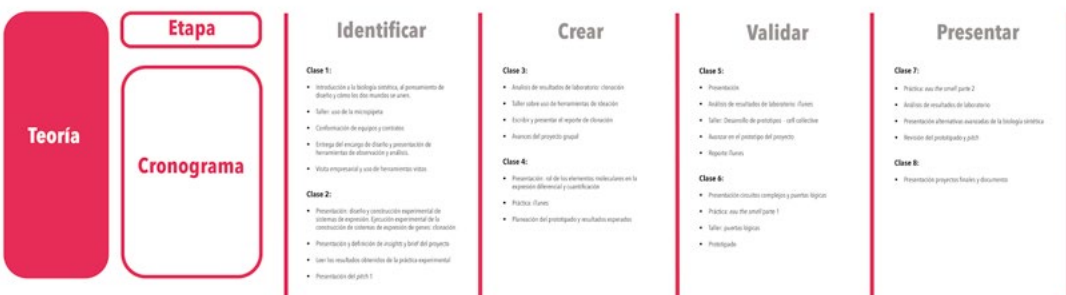 Teoría
Etapa
Cronograma
Identificar
Clase 1:
• Introducción a la biología sintética, al pensamiento de
diseño y cómo los dos mundos se unen.
• Taller: uso de la micropipeta
• Conformación de equipos y contratos
• Entrega del encargo de diseño y presentación de
herramientas de observación y análisis.
• Visita empresarial y uso de herramientas vistas
Clase 2:
• Presentación: diseño y construcción experimental de
sistemas de expresión. Ejecución experimental de la
construcción de sistemas de expresión de genes: clonación
• Presentación y definición de insights y brief del proyecto
• Leer los resultados obtenidos de la práctica experimental
• Presentación del pitch 1
Crear
Clase 3:
• Análisis de resultados de laboratorio: clonación
• Taller sobre uso de herramientas de ideación
• Escribir y presentar el reporte de clonación
• Avances del proyecto grupal
Clase 4:
• Presentación: rol de los elementos moleculares en la
expresión diferencial y cuantificación
• Práctica: iTunes
• Planeación del prototipado y resultados esperados
Validar
Clase 5:
• Presentación
• Análisis de resultados de laboratorio: iTunes
• Taller: Desarrollo de prototipos - cell collective
• Avanzar en el prototipo del proyecto
• Reporte iTunes
Clase 6:
• Presentación circuitos complejos y puertas lógicas
• Práctica: eau the smell parte 1
• Taller: puertas lógicas
• Prototipado
Presentar
Clase 7:
• Práctica: eau the smell parte 2
• Análisis de resultados de laboratorio
• Presentación alternativas avanzadas de la biología sintética
• Revisión del prototipado y pitch
Clase 8:
• Presentación proyectos finales y documento